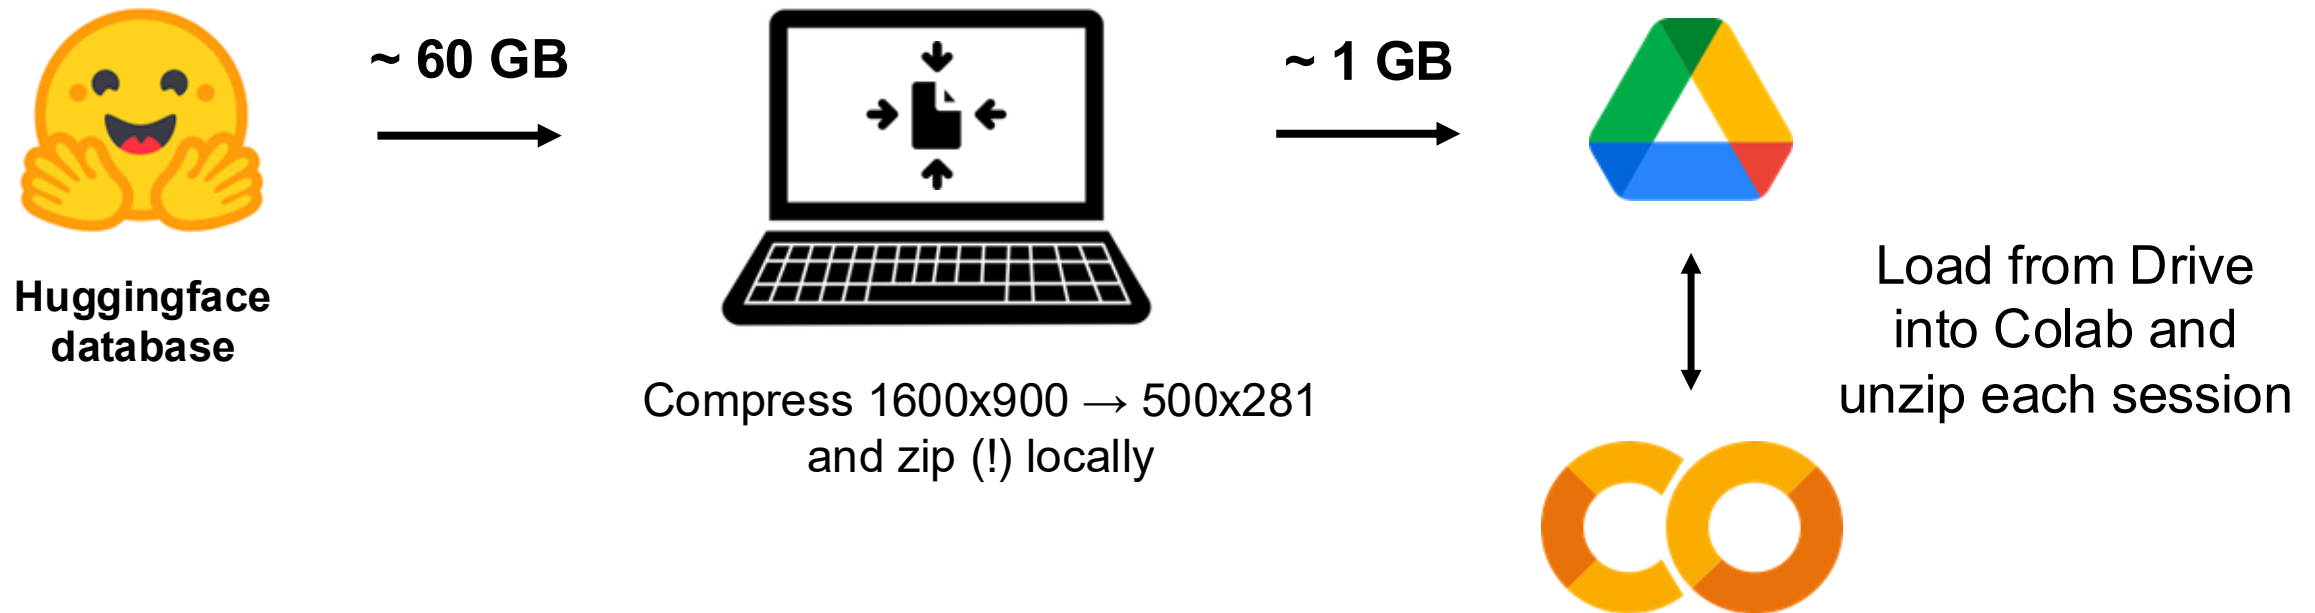 ~ 60 GB
~ 1 GB
Huggingface
database
Compress 1600x900 → 500x281
and zip (!) locally
Load from Drive
into Colab and
unzip each session